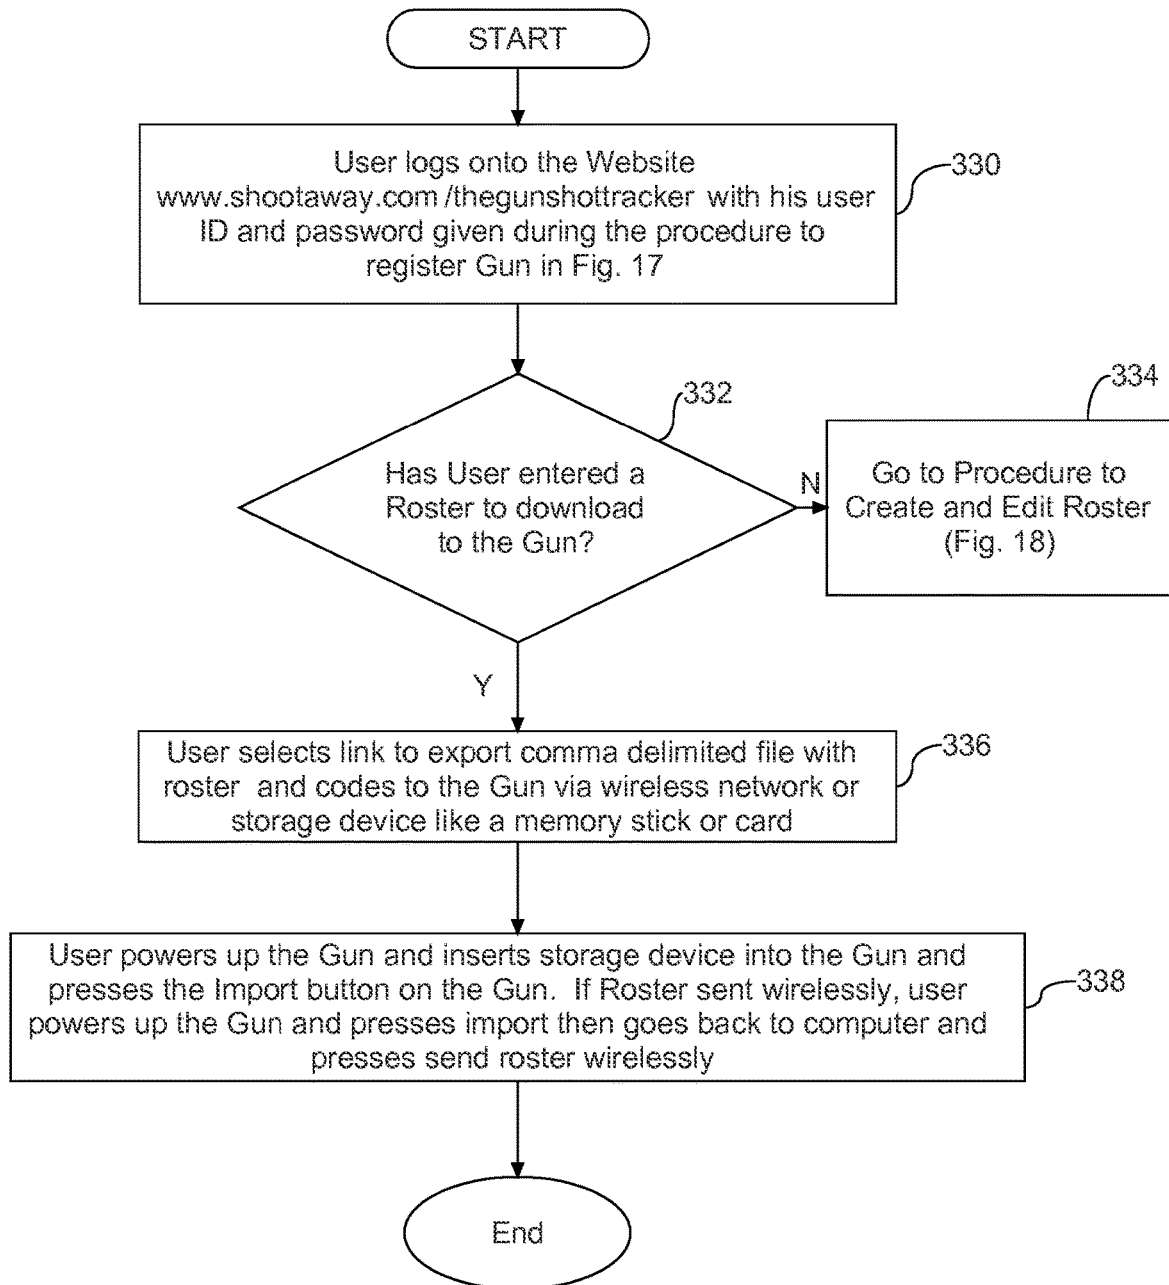 START
User logs onto the Website
www.shootaway.com /thegunshottracker with his user
ID and password given during the procedure to
register Gun in Fig. 17
330
332
334
Has User entered a
Roster to download
to the Gun?
N
Go to Procedure to
Create and Edit Roster
(Fig. 18)
Y
User selects link to export comma delimited file with
roster and codes to the Gun via wireless network or
storage device like a memory stick or card
336
User powers up the Gun and inserts storage device into the Gun and
presses the Import button on the Gun. If Roster sent wirelessly, user
powers up the Gun and presses import then goes back to computer and
presses send roster wirelessly
338
End